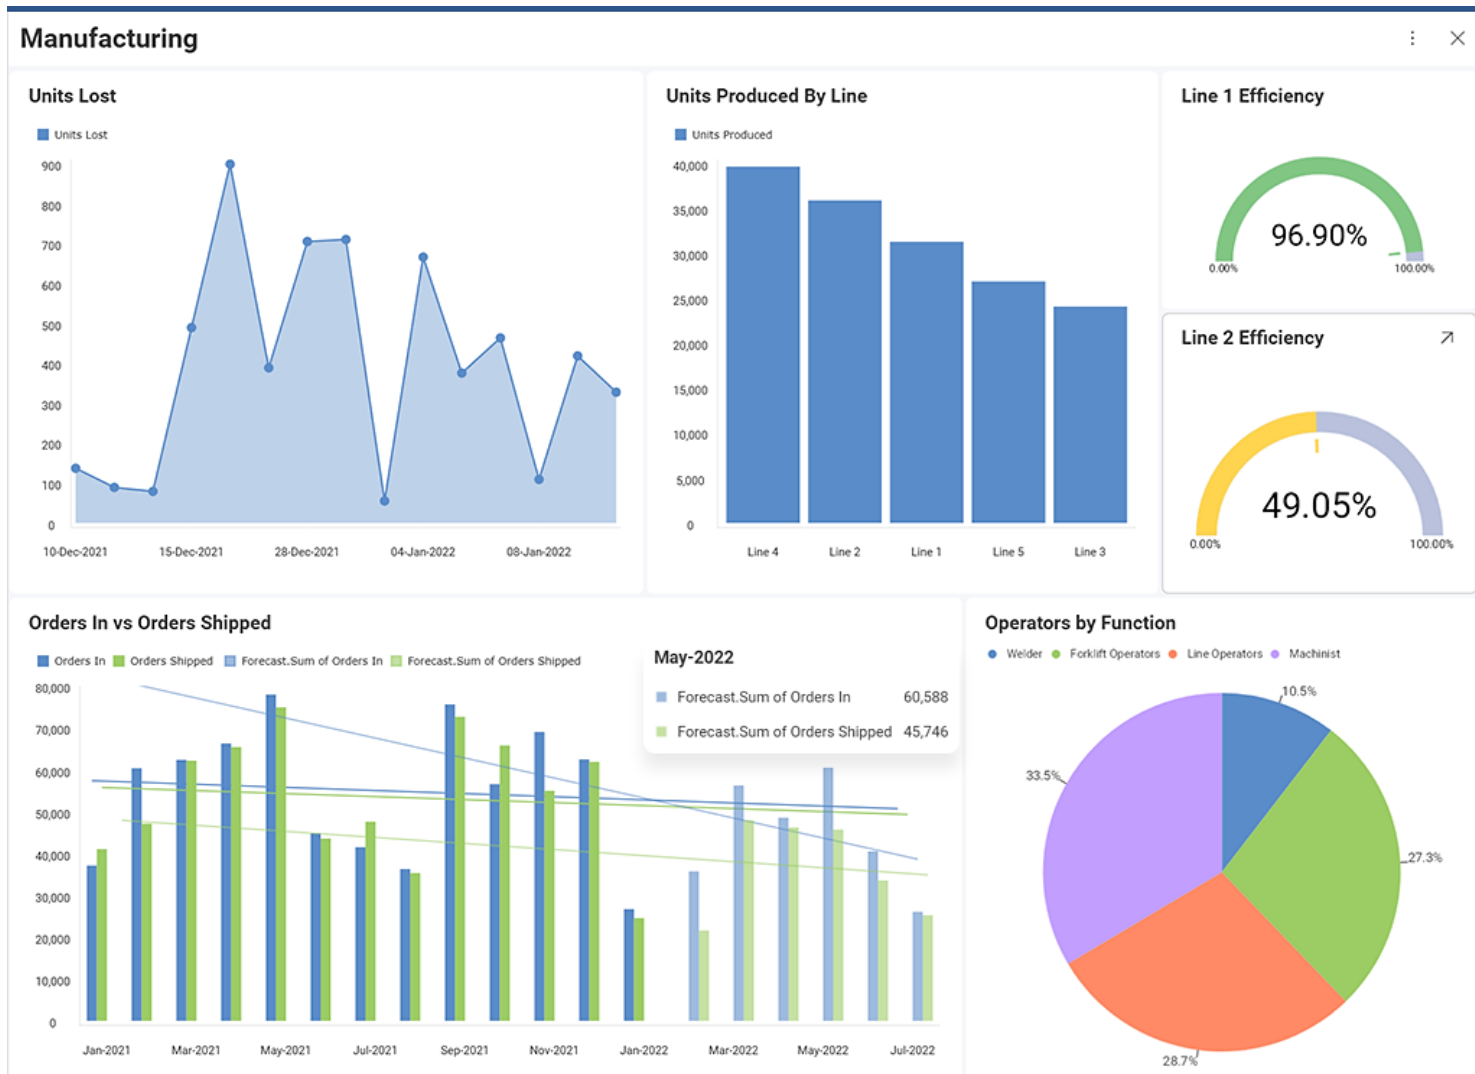 Manufacturing
Units Lost
Units Lost
900
800
700
600
500
400
300
200
100
0
10-Dec-2021 15-Dec-2021 28-Dec-2021 04-Jan-2022 08-Jan-2022
Units Produced By Line
Units Produced
40,000
35,000
30,000
25,000
20,000
15,000
10,000
5,000
0
Line 4 Line 2 Line 1 Line 5 Line 3
Line 1 Efficiency
96.90%
0.00% 100.00%
Line 2 Efficiency
49.05%
0.00% 100.00%
Orders In vs Orders Shipped
Orders In Orders Shipped Forecast.Sum of Orders In Forecast.Sum of Orders Shipped
80,000
70,000
60,000
50,000
40,000
30,000
20,000
10,000
0
Jan-2021 Mar-2021 May-2021 Jul-2021 Sep-2021 Nov-2021 Jan-2022 Mar-2022 May-2022 Jul-2022
May-2022
Forecast.Sum of Orders In 60,588
Forecast.Sum of Orders Shipped 45,746
Operators by Function
Welder Forklift Operators Line Operators Machinist
10.5%
33.5%
27.3%
28.7%